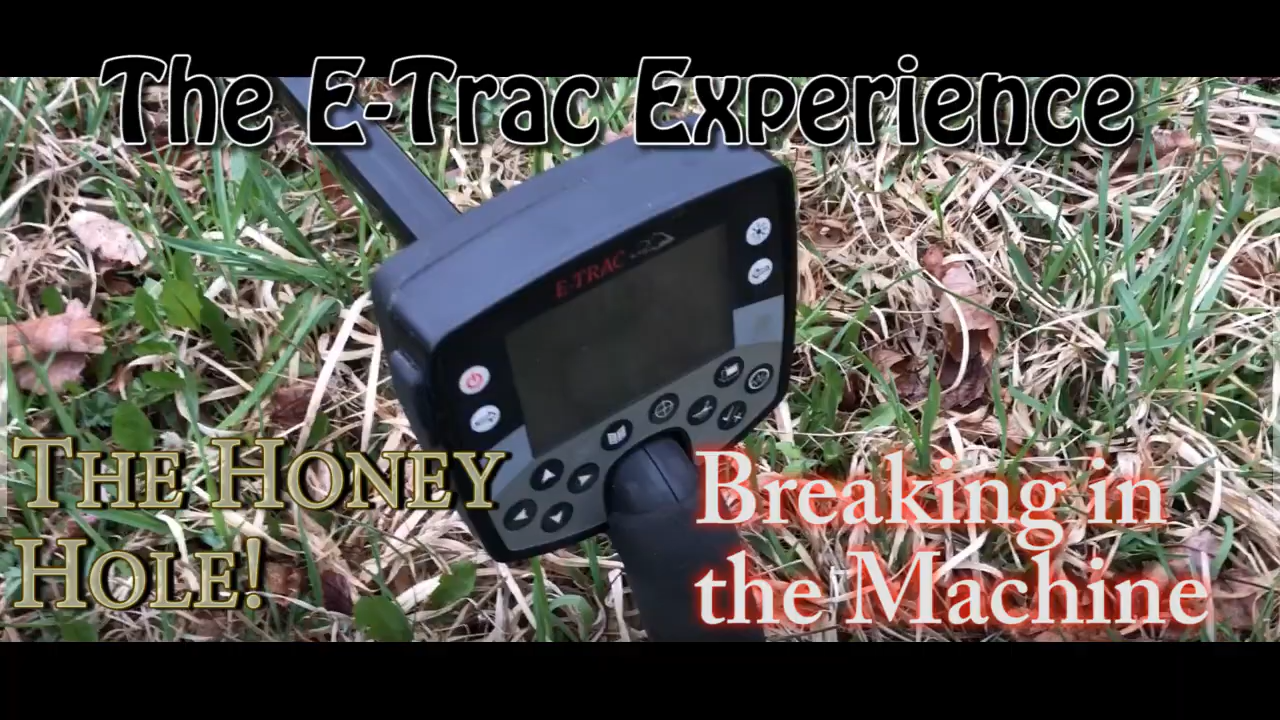 The E-Trac Experience
E-TRAC
THE HONEY
HOLE!
Breaking in
the Machine